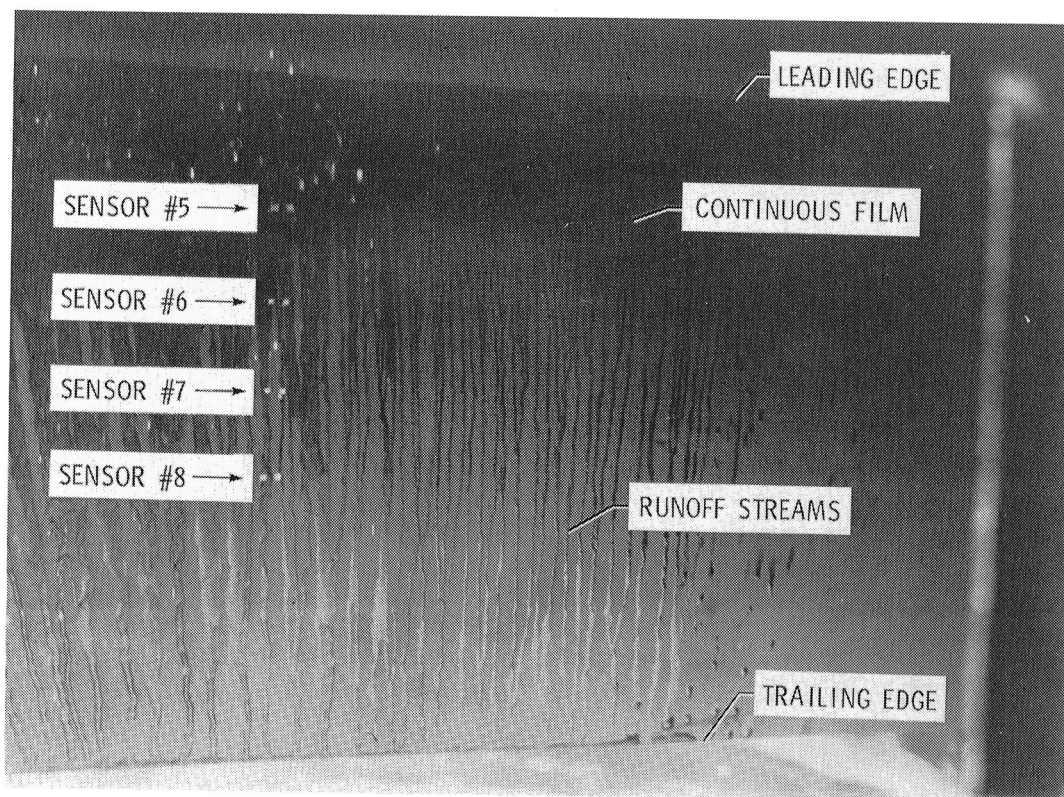 LEADING EDGE
SENSOR #5
CONTINUOUS FILM
SENSOR #6
SENSOR #7
SENSOR #8
RUNOFF STREAMS
TRAILING EDGE